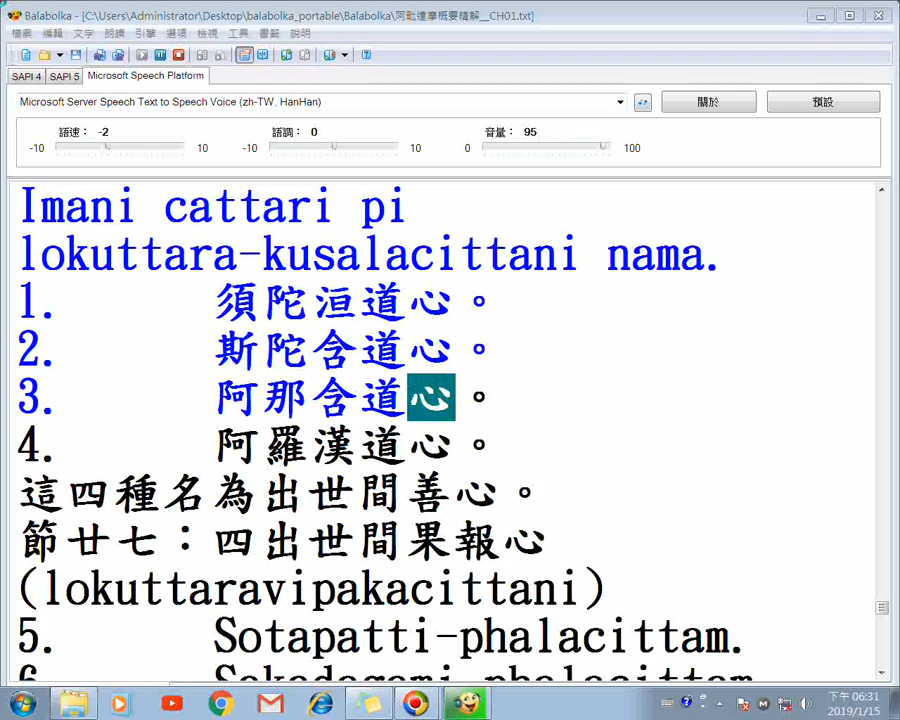 Balabolka - [C:\Users\Administrator\Desktop\balabolka_portable\Balabolka\阿毗達摩概要精解__CH01.txt]
檔案 編輯 文字 朗讀 引擎 選項 檢視 工具 書籤 說明
SAPI 4 SAPI 5 Microsoft Speech Platform
Microsoft Server Speech Text to Speech Voice (zh-TW, HanHan) 關於 預設
語速： -2 語調： 0 音量： 95
-10 10 -10 10 0 100
Imani cattari pi
lokuttara-kusalacittani nama.
1. 須陀洹道心。
2. 斯陀含道心。
3. 阿那含道心。
4. 阿羅漢道心。
這四種名為出世間善心。
節廿七：四出世間果報心
(lokuttaravipakacittani)
5. Sotapatti-phalacittam.
6. Sakadagami-phalacittam.
下午 06:31
2019/1/15